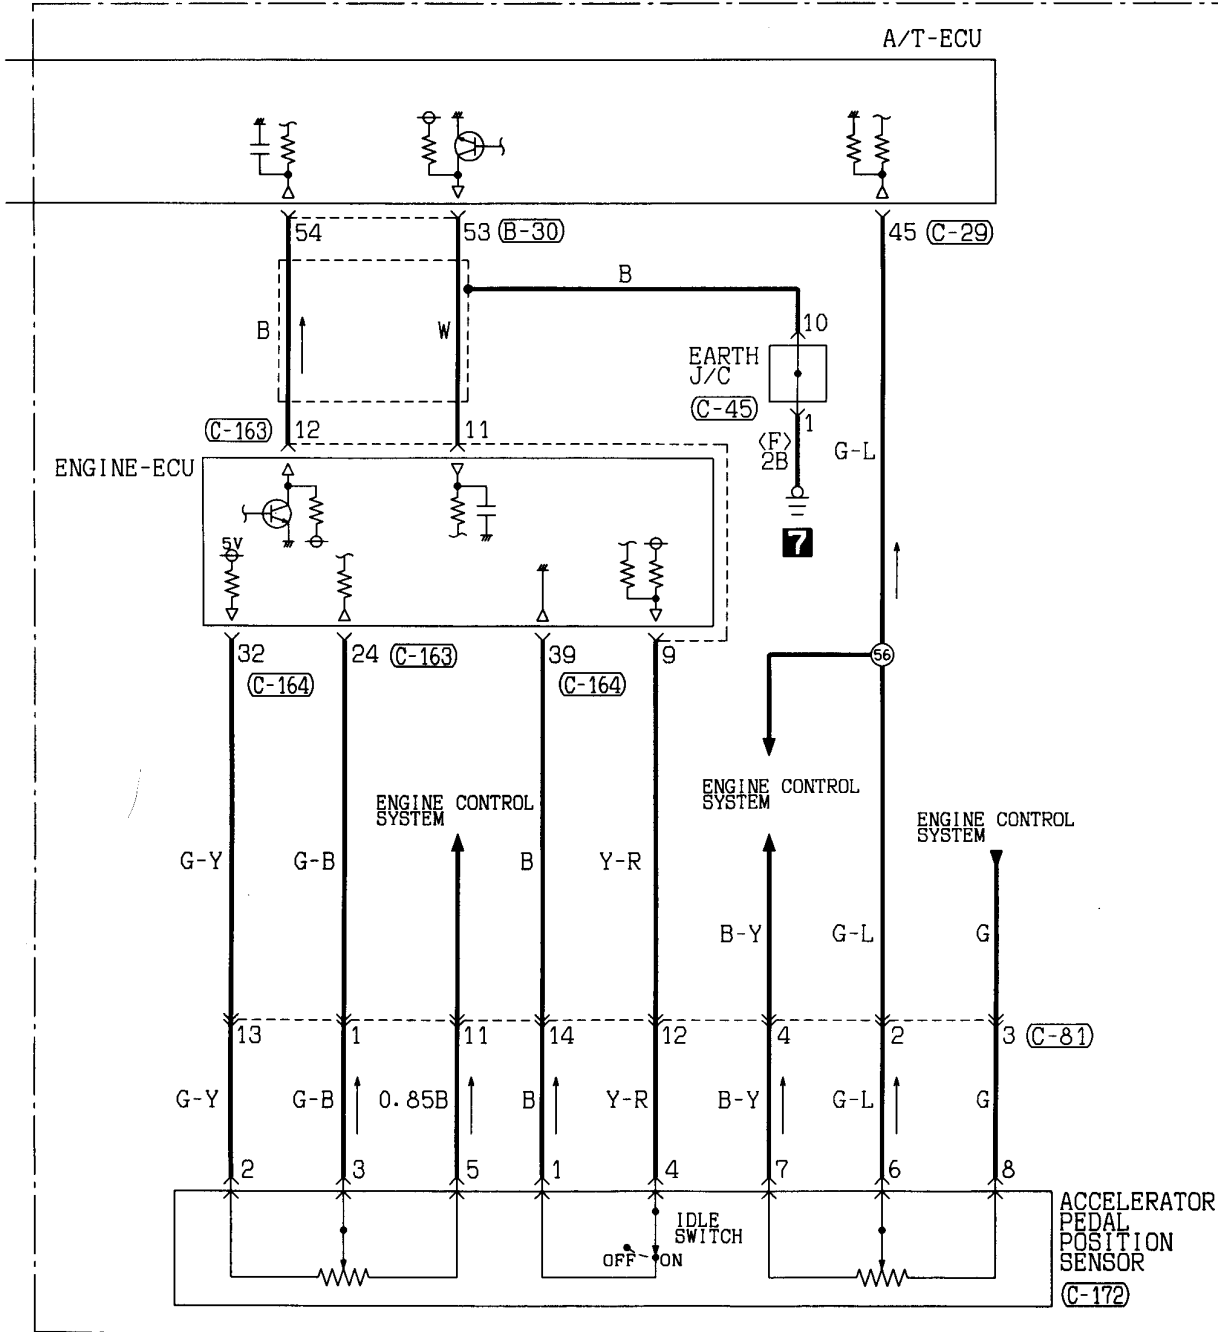 A/T-ECU
54
53 (B-30)
45 (C-29)
B
B
W
10
EARTH
J/C
(C-45)
1
<F>
2B
G-L
7
(C-163) 12
11
ENGINE-ECU
5V
32
(C-164)
24 (C-163)
39
(C-164)
9
56
ENGINE CONTROL
SYSTEM
ENGINE CONTROL
SYSTEM
ENGINE CONTROL
SYSTEM
G-Y
G-B
B
Y-R
B-Y
G-L
G
13
1
11
14
12
4
2
3 (C-81)
G-Y
G-B
0.85B
B
Y-R
B-Y
G-L
G
2
3
5
1
4
7
6
8
IDLE
SWITCH
OFF
ON
ACCELERATOR
PEDAL
POSITION
SENSOR
(C-172)